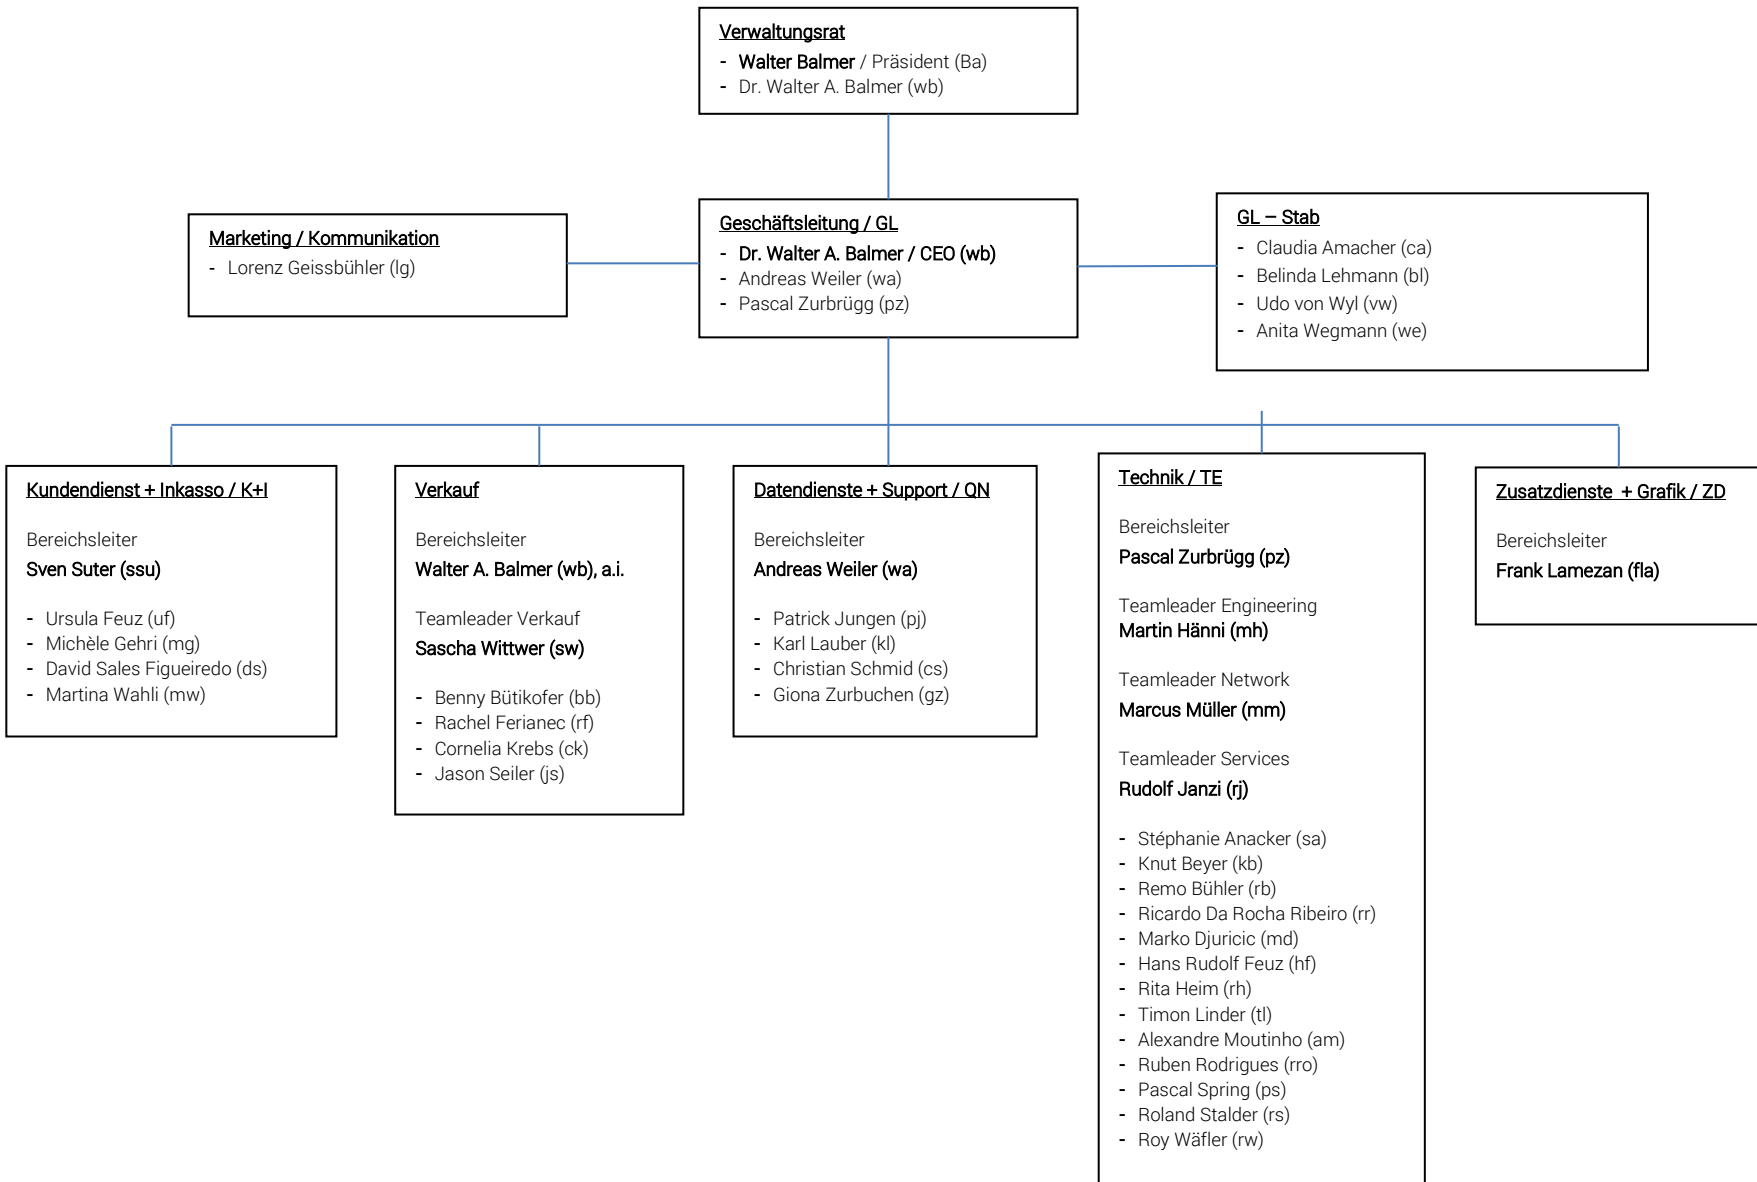 Verwaltungsrat
- Walter Balmer / Präsident (Ba)
- Dr. Walter A. Balmer (wb)
Marketing / Kommunikation
- Lorenz Geissbühler (lg)
Geschäftsleitung / GL
- Dr. Walter A. Balmer / CEO (wb)
- Andreas Weiler (wa)
- Pascal Zurbrügg (pz)
GL – Stab
- Claudia Amacher (ca)
- Belinda Lehmann (bl)
- Udo von Wyl (vw)
- Anita Wegmann (we)
Kundendienst + Inkasso / K+I
Bereichsleiter
Sven Suter (ssu)
- Ursula Feuz (uf)
- Michèle Gehri (mg)
- David Sales Figueiredo (ds)
- Martina Wahli (mw)
Verkauf
Bereichsleiter
Walter A. Balmer (wb), a.i.
Teamleader Verkauf
Sascha Wittwer (sw)
- Benny Bütikofer (bb)
- Rachel Ferianec (rf)
- Cornelia Krebs (ck)
- Jason Seiler (js)
Datendienste + Support / QN
Bereichsleiter
Andreas Weiler (wa)
- Patrick Jungen (pj)
- Karl Lauber (kl)
- Christian Schmid (cs)
- Giona Zurbuchen (gz)
Technik / TE
Bereichsleiter
Pascal Zurbrügg (pz)
Teamleader Engineering
Martin Hänni (mh)
Teamleader Network
Marcus Müller (mm)
Teamleader Services
Rudolf Janzi (rj)
- Stéphanie Anacker (sa)
- Knut Beyer (kb)
- Remo Bühler (rb)
- Ricardo Da Rocha Ribeiro (rr)
- Marko Djuricic (md)
- Hans Rudolf Feuz (hf)
- Rita Heim (rh)
- Timon Linder (tl)
- Alexandre Moutinho (am)
- Ruben Rodrigues (rro)
- Pascal Spring (ps)
- Roland Stalder (rs)
- Roy Wäfler (rw)
Zusatzdienste + Grafik / ZD
Bereichsleiter
Frank Lamezan (fla)